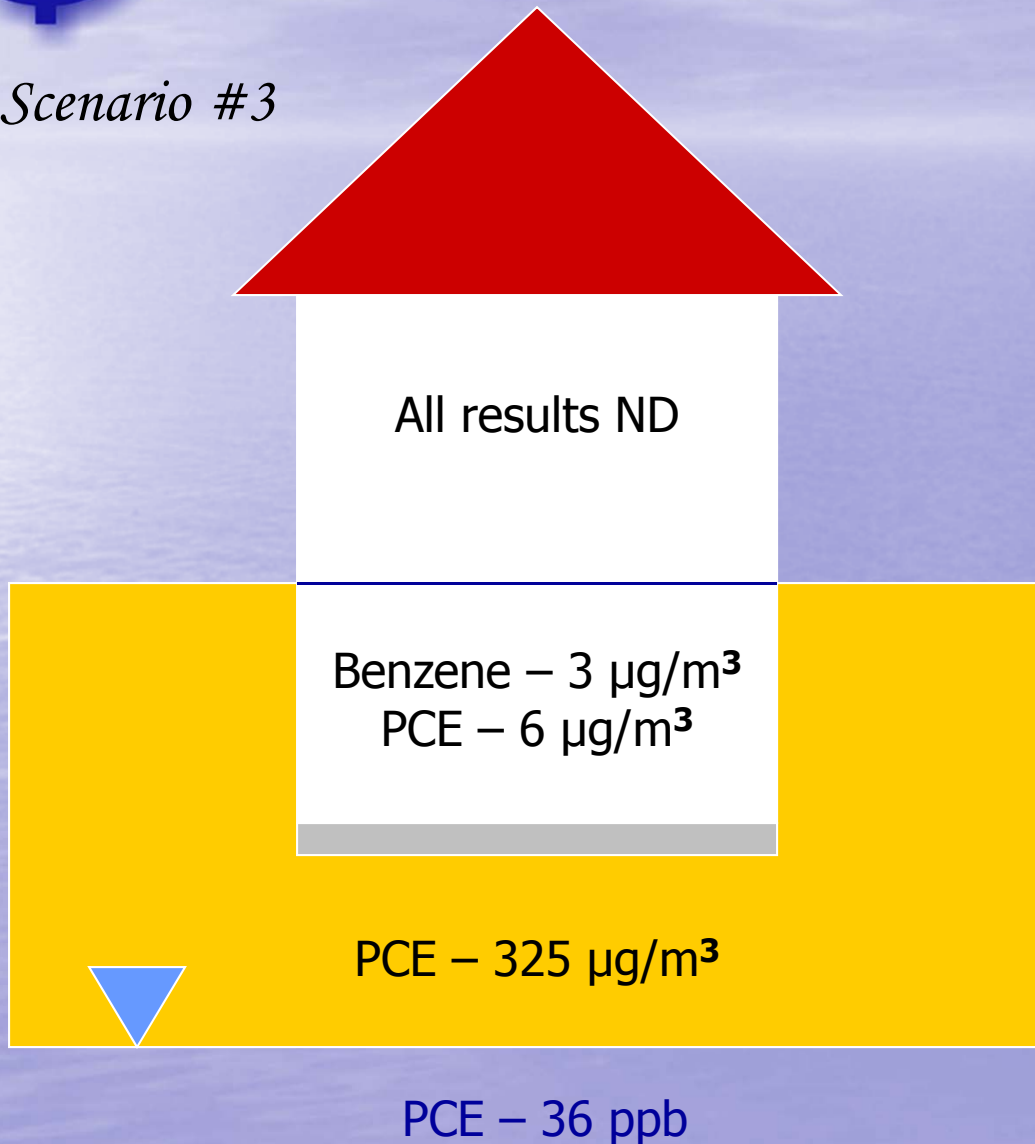 Scenario #3
All results ND
Benzene – 3 µg/m³
PCE – 6 µg/m³
PCE – 325 µg/m³
PCE – 36 ppb